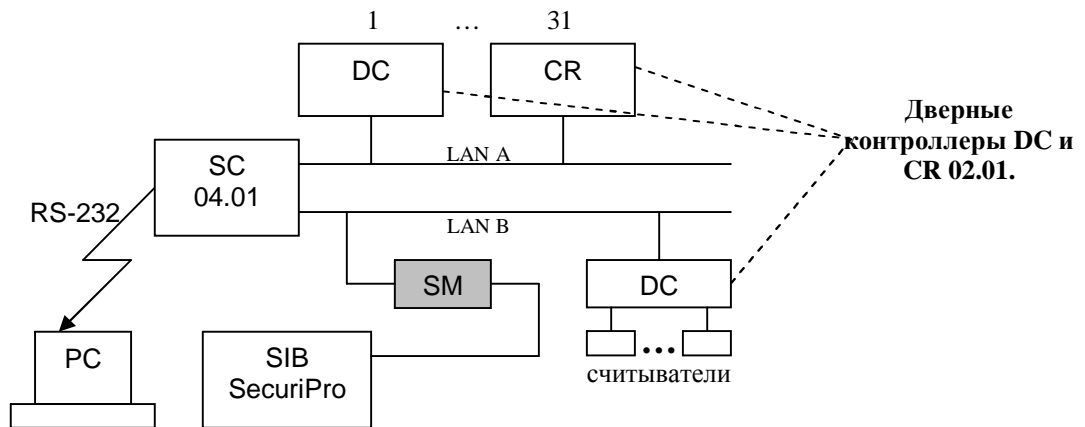 1 … 31
DC
CR
Дверные
контроллеры DC и
CR 02.01.
LAN A
SC
04.01
RS-232
LAN B
SM
DC
PC
SIB
SecuriPro
...
считыватели